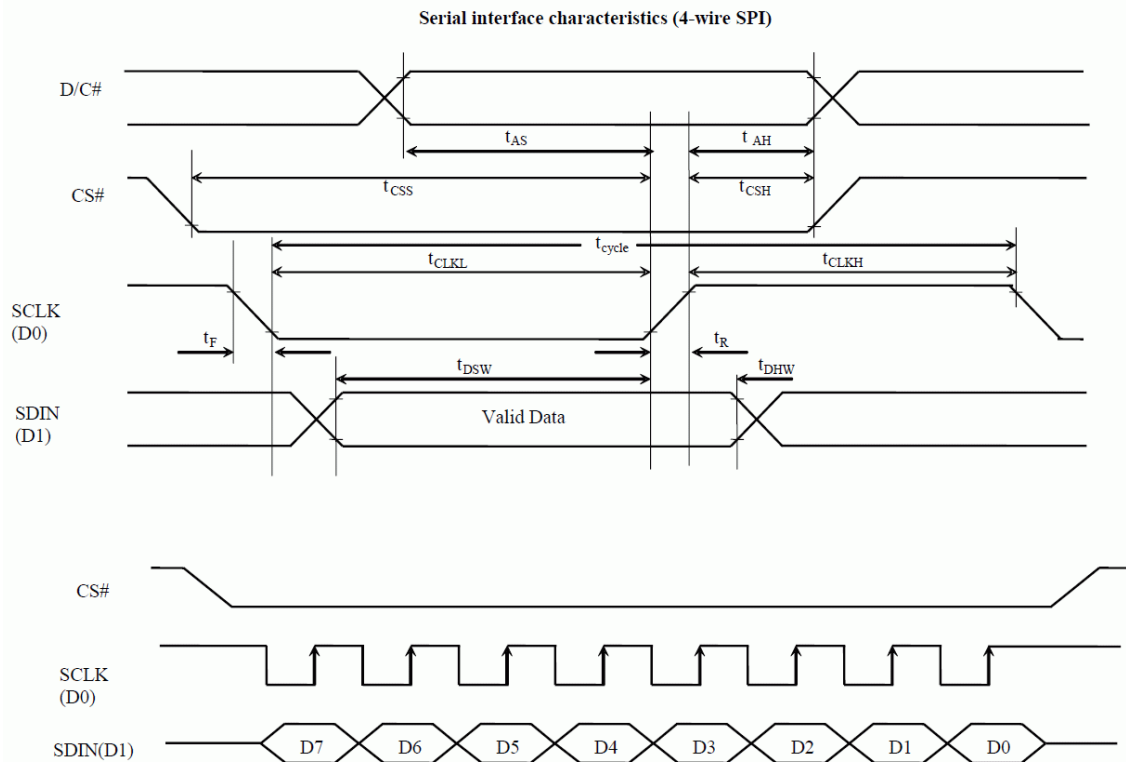 Serial interface characteristics (4-wire SPI)
D/C#
tAS
t AH
tCSS
tCSH
CS#
tcycle
tCLKL
tCLKH
SCLK
(D0)
tF
tR
tDSW
tDHW
SDIN
(D1)
Valid Data
CS#
SCLK
(D0)
SDIN(D1)
D7 D6 D5 D4 D3 D2 D1 D0